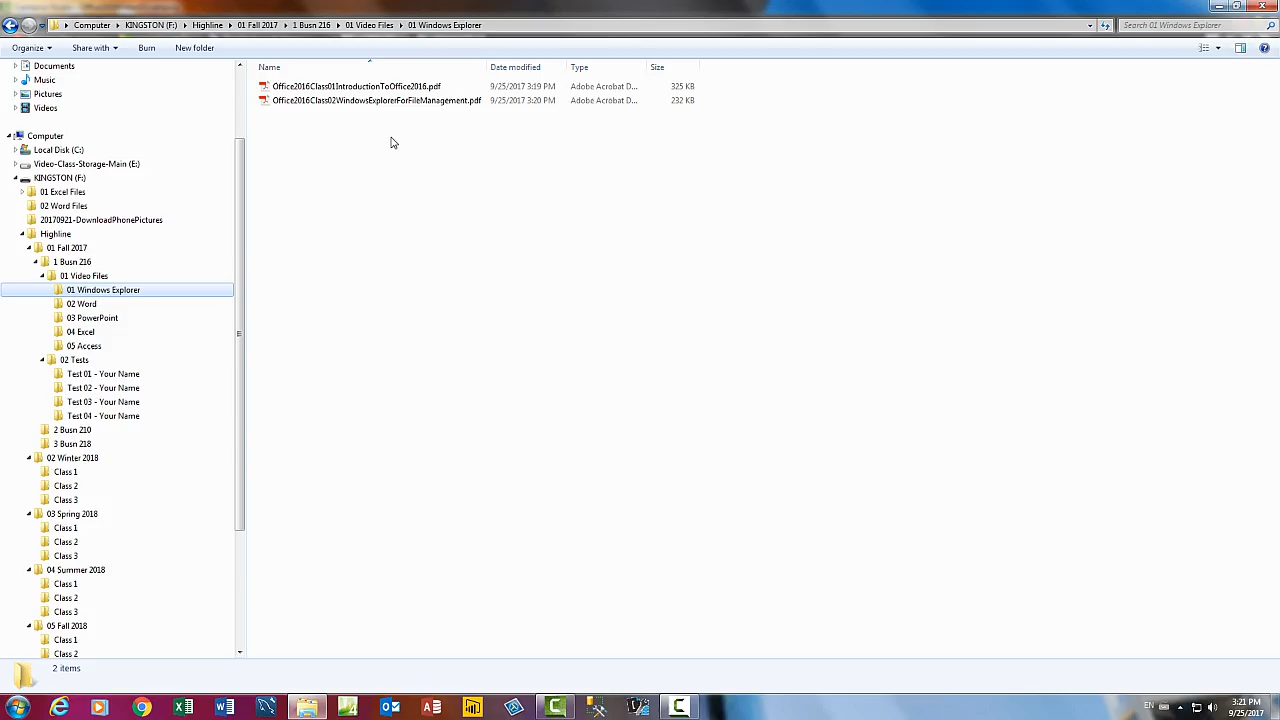 Computer ▸ KINGSTON (F:) ▸ Highline ▸ 01 Fall 2017 ▸ 1 Busn 216 ▸ 01 Video Files ▸ 01 Windows Explorer
Search 01 Windows Explorer
Organize Share with Burn New folder
Name Date modified Type Size
Office2016Class01IntroductionToOffice2016.pdf 9/25/2017 3:19 PM Adobe Acrobat D... 325 KB
Office2016Class02WindowsExplorerForFileManagement.pdf 9/25/2017 3:20 PM Adobe Acrobat D... 232 KB
Documents
Music
Pictures
Videos
Computer
Local Disk (C:)
Video-Class-Storage-Main (E:)
KINGSTON (F:)
01 Excel Files
02 Word Files
20170921-DownloadPhonePictures
Highline
01 Fall 2017
1 Busn 216
01 Video Files
01 Windows Explorer
02 Word
03 PowerPoint
04 Excel
05 Access
02 Tests
Test 01 - Your Name
Test 02 - Your Name
Test 03 - Your Name
Test 04 - Your Name
2 Busn 210
3 Busn 218
02 Winter 2018
Class 1
Class 2
Class 3
03 Spring 2018
Class 1
Class 2
Class 3
04 Summer 2018
Class 1
Class 2
Class 3
05 Fall 2018
Class 1
Class 2
2 items
EN
3:21 PM
9/25/2017